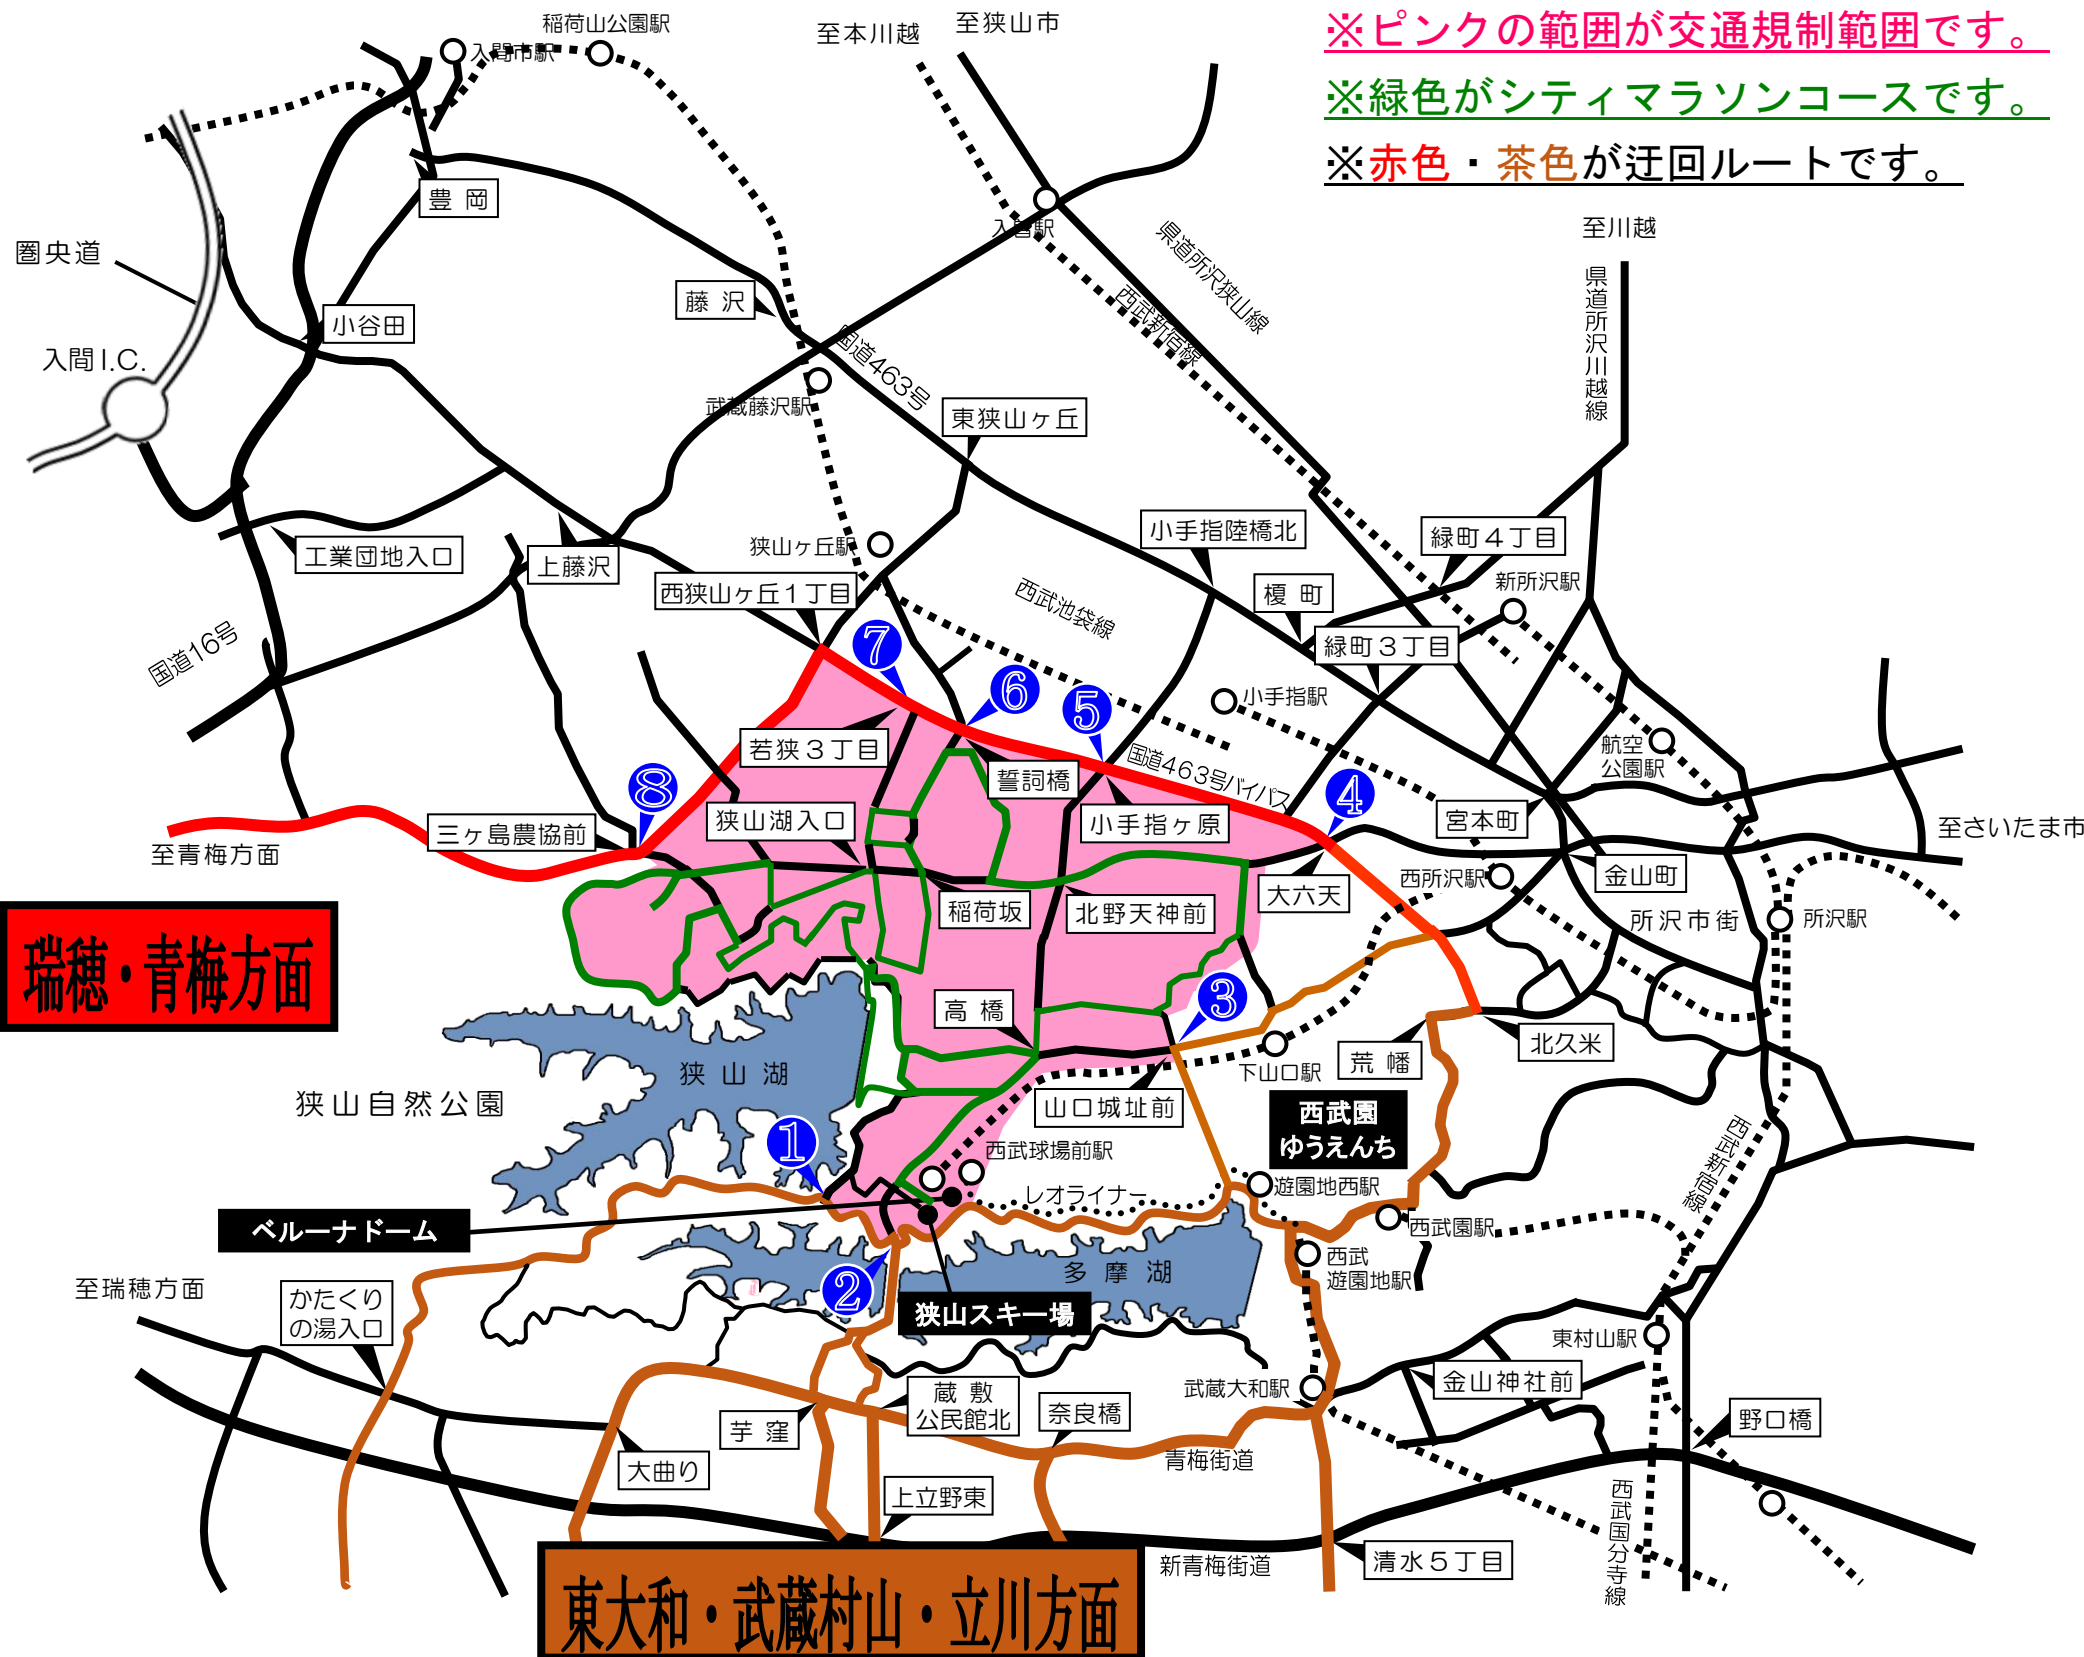 ※ピンクの範囲が交通規制範囲です。
※緑色がシティマラソンコースです。
※赤色・茶色が迂回ルートです。
稲荷山公園駅
至本川越
至狭山市
入間市駅
豊岡
入曽駅
県道所沢狭山線
西武新宿線
至川越
県道所沢川越線
圏央道
小谷田
藤沢
国道463号
入間I.C.
武蔵藤沢駅
東狭山ヶ丘
工業団地入口
上藤沢
狭山ヶ丘駅
小手指陸橋北
緑町4丁目
新所沢駅
西狭山ヶ丘1丁目
西武池袋線
榎町
緑町3丁目
国道16号
⑦
⑥
⑤
小手指駅
若狭3丁目
誓詞橋
国道463号バイパス
航空
公園駅
⑧
④
狭山湖入口
小手指ヶ原
宮本町
至さいたま市
三ヶ島農協前
至青梅方面
稲荷坂
北野天神前
大六天
西所沢駅
金山町
所沢市街
所沢駅
瑞穂・青梅方面
③
高橋
狭山湖
下山口駅
荒幡
北久米
狭山自然公園
山口城址前
西武園
ゆうえんち
①
西武球場前駅
西武新宿線
レオライナー
遊園地西駅
ベルーナドーム
西武園駅
西武
遊園地駅
多摩湖
②
狭山スキー場
至瑞穂方面
かたくり
の湯入口
東村山駅
武蔵大和駅
金山神社前
蔵敷
公民館北
奈良橋
芋窪
野口橋
青梅街道
大曲り
上立野東
西武国分寺線
新青梅街道
清水5丁目
東大和・武蔵村山・立川方面